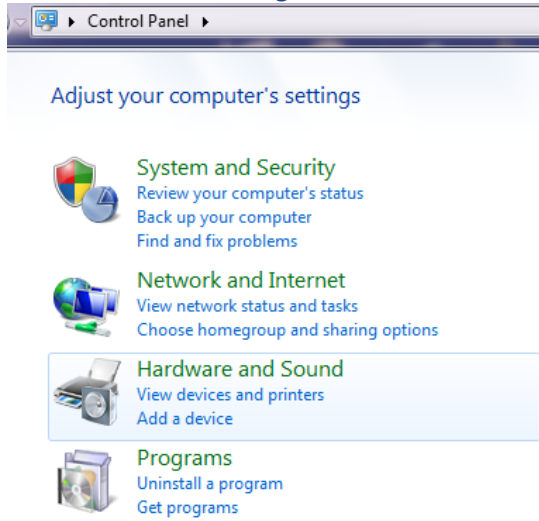 Control Panel
Adjust your computer's settings
System and Security
Review your computer's status
Back up your computer
Find and fix problems
Network and Internet
View network status and tasks
Choose homegroup and sharing options
Hardware and Sound
View devices and printers
Add a device
Programs
Uninstall a program
Get programs